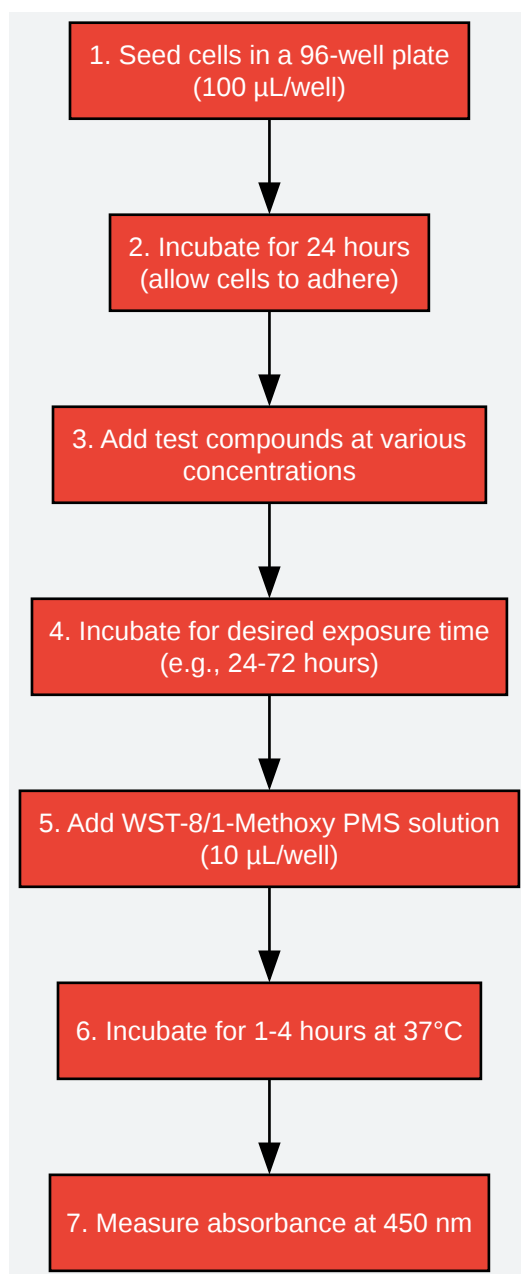 1. Seed cells in a 96-well plate
(100 µL/well)
2. Incubate for 24 hours
(allow cells to adhere)
3. Add test compounds at various
concentrations
4. Incubate for desired exposure time
(e.g., 24-72 hours)
5. Add WST-8/1-Methoxy PMS solution
(10 µL/well)
6. Incubate for 1-4 hours at 37°C
7. Measure absorbance at 450 nm